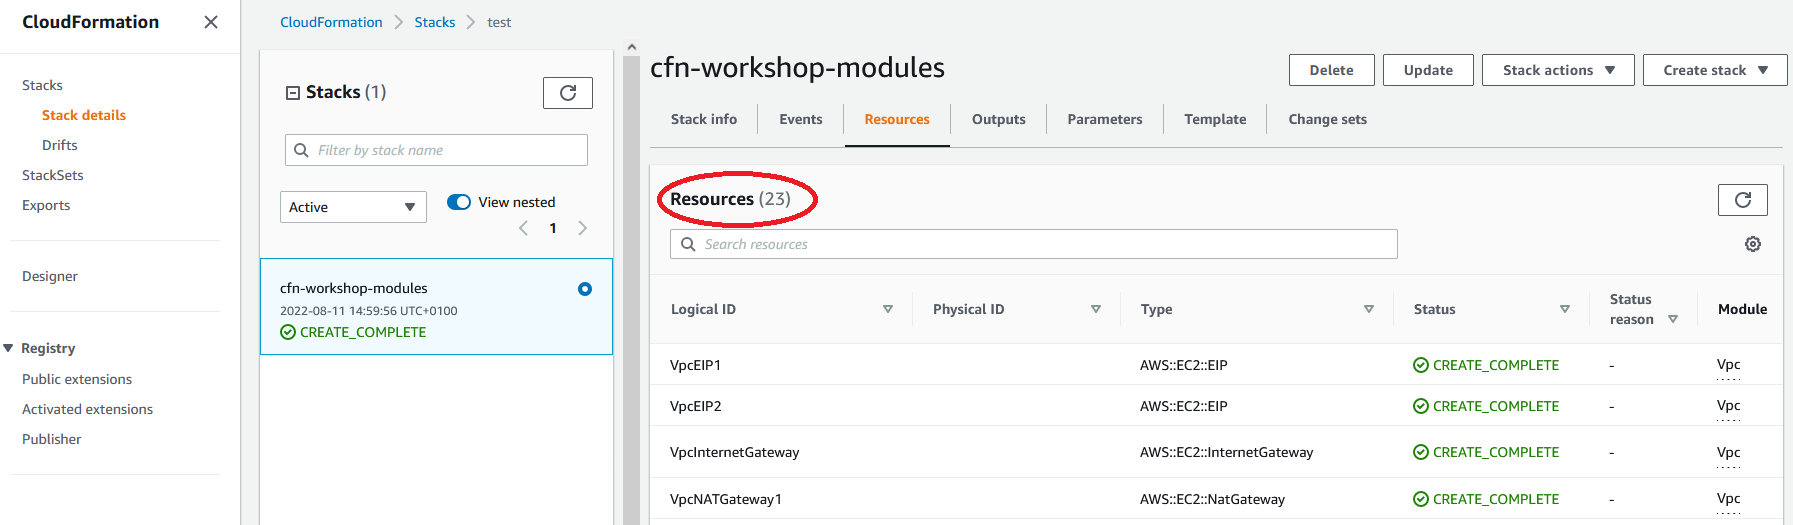 CloudFormation
Stacks
Stack details
Drifts
StackSets
Exports
Designer
Registry
Public extensions
Activated extensions
Publisher
CloudFormation > Stacks > test
Stacks (1)
Filter by stack name
Active
View nested
1
cfn-workshop-modules
2022-08-11 14:59:56 UTC+0100
CREATE_COMPLETE
cfn-workshop-modules
Delete
Update
Stack actions
Create stack
Stack info
Events
Resources
Outputs
Parameters
Template
Change sets
Resources (23)
Search resources
Logical ID
Physical ID
Type
Status
Status
reason
Module
VpcEIP1 AWS::EC2::EIP CREATE_COMPLETE - Vpc
VpcEIP2 AWS::EC2::EIP CREATE_COMPLETE - Vpc
VpcInternetGateway AWS::EC2::InternetGateway CREATE_COMPLETE - Vpc
VpcNATGateway1 AWS::EC2::NatGateway CREATE_COMPLETE - Vpc